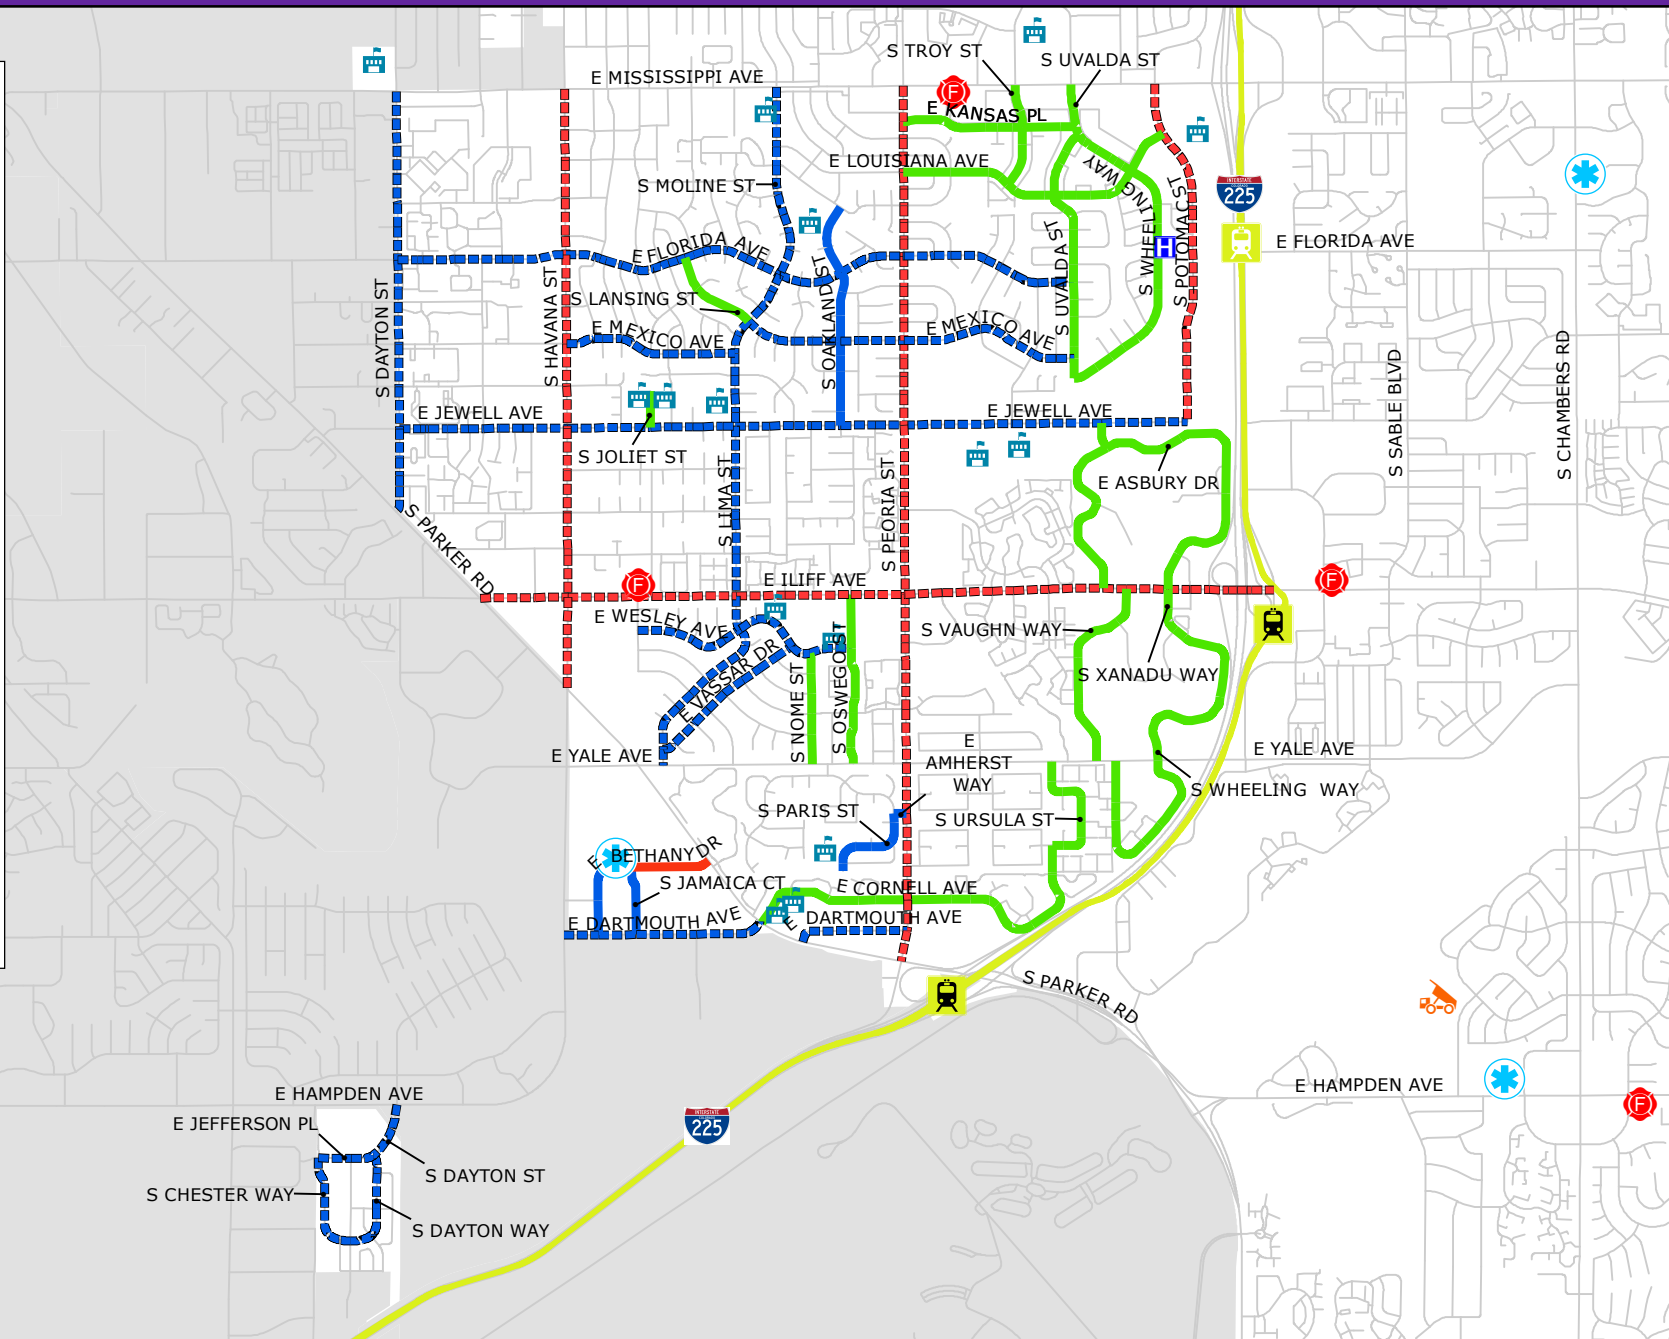 S TROY ST
S UVALDA ST
E MISSISSIPPI AVE
F
E KANSAS PL
E LOUISIANA AVE
S MOLINE ST
S WHEELING WAY
S POTOMAC ST
INTERSTATE
COLORADO
225
E FLORIDA AVE
E FLORIDA AVE
H
S UVALDA ST
S OAKLAND ST
S DAYTON ST
S HAVANA ST
S LANSING ST
E MEXICO AVE
E MEXICO AVE
S SABLE BLVD
S CHAMBERS RD
E JEWELL AVE
E JEWELL AVE
S JOLIET ST
S LIMA ST
S PEORIA ST
E ASBURY DR
S PARKER RD
F
E ILIFF AVE
F
E WESLEY AVE
S VAUGHN WAY
E VASSAR DR
S NOME ST
S OSWEGO ST
S XANADU WAY
E YALE AVE
E
AMHERST
WAY
E YALE AVE
S WHEELING WAY
S PARIS ST
S URSULA ST
E BETHANY DR
S JAMAICA CT
E CORNELL AVE
E DARTMOUTH AVE
E DARTMOUTH AVE
S PARKER RD
E HAMPDEN AVE
E HAMPDEN AVE
F
E JEFFERSON PL
INTERSTATE
COLORADO
225
S DAYTON ST
S CHESTER WAY
S DAYTON WAY